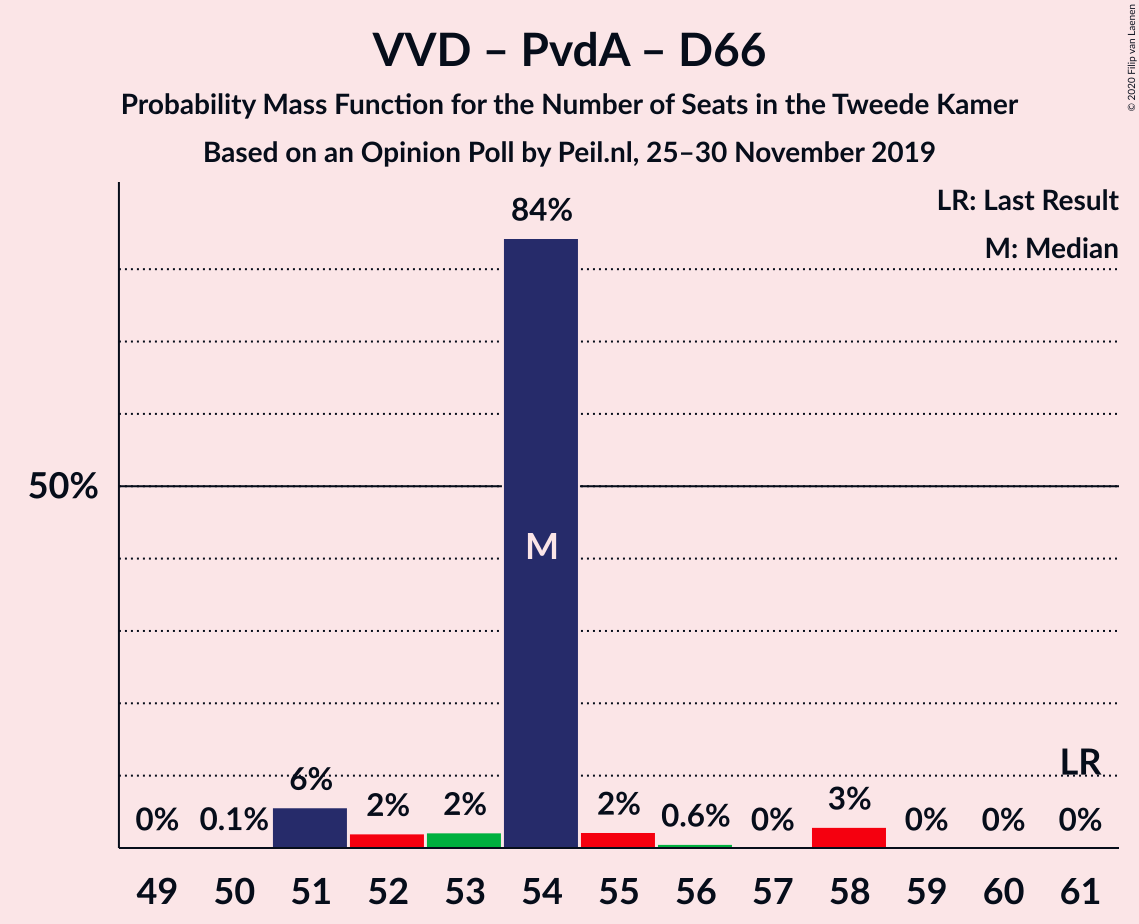 VVD – PvdA – D66
Probability Mass Function for the Number of Seats in the Tweede Kamer
Based on an Opinion Poll by Peil.nl, 25–30 November 2019
© 2020 Filip van Laenen
LR: Last Result
M: Median
84%
50%
M
LR
0% 0.1% 6% 2% 2% 2% 0.6% 0% 3% 0% 0% 0%
49 50 51 52 53 54 55 56 57 58 59 60 61